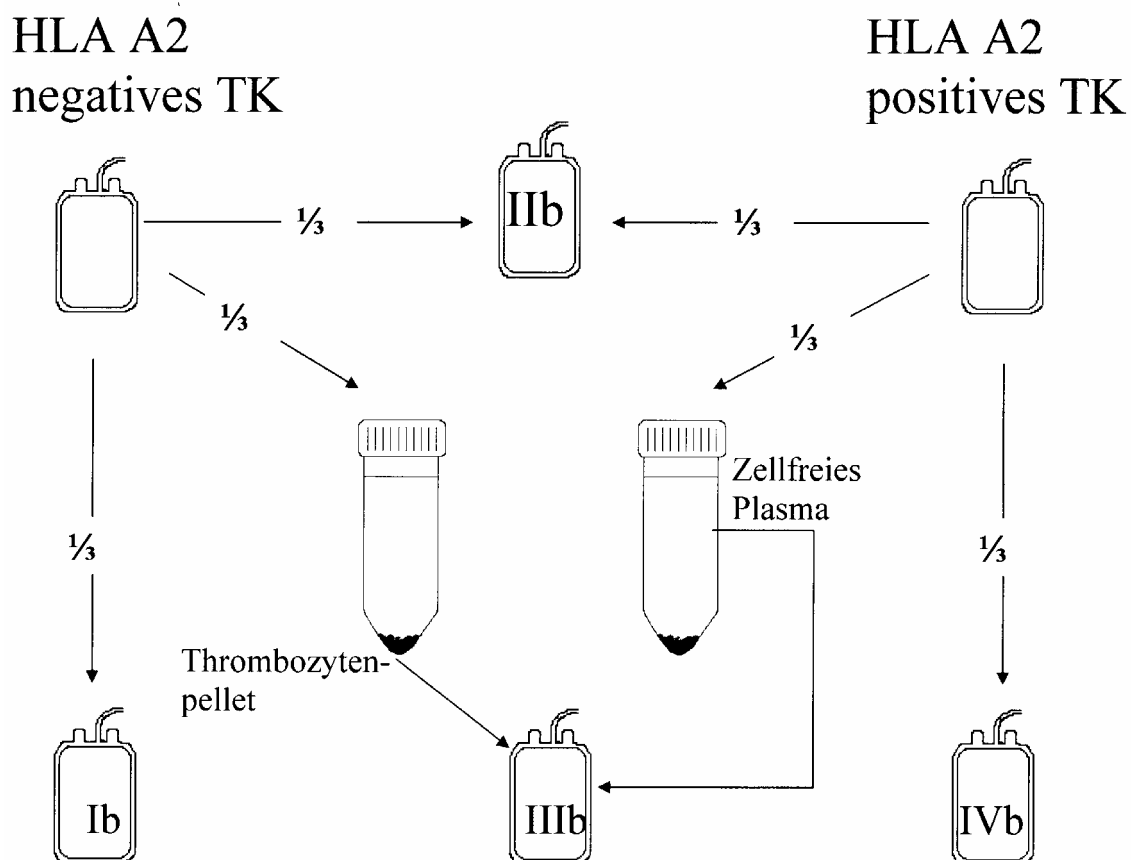 HLA A2
negatives TK
HLA A2
positives TK
IIb
⅓
⅓
⅓
⅓
Zellfreies
Plasma
⅓
⅓
Thrombozyten-
pellet
Ib
IIIb
IVb